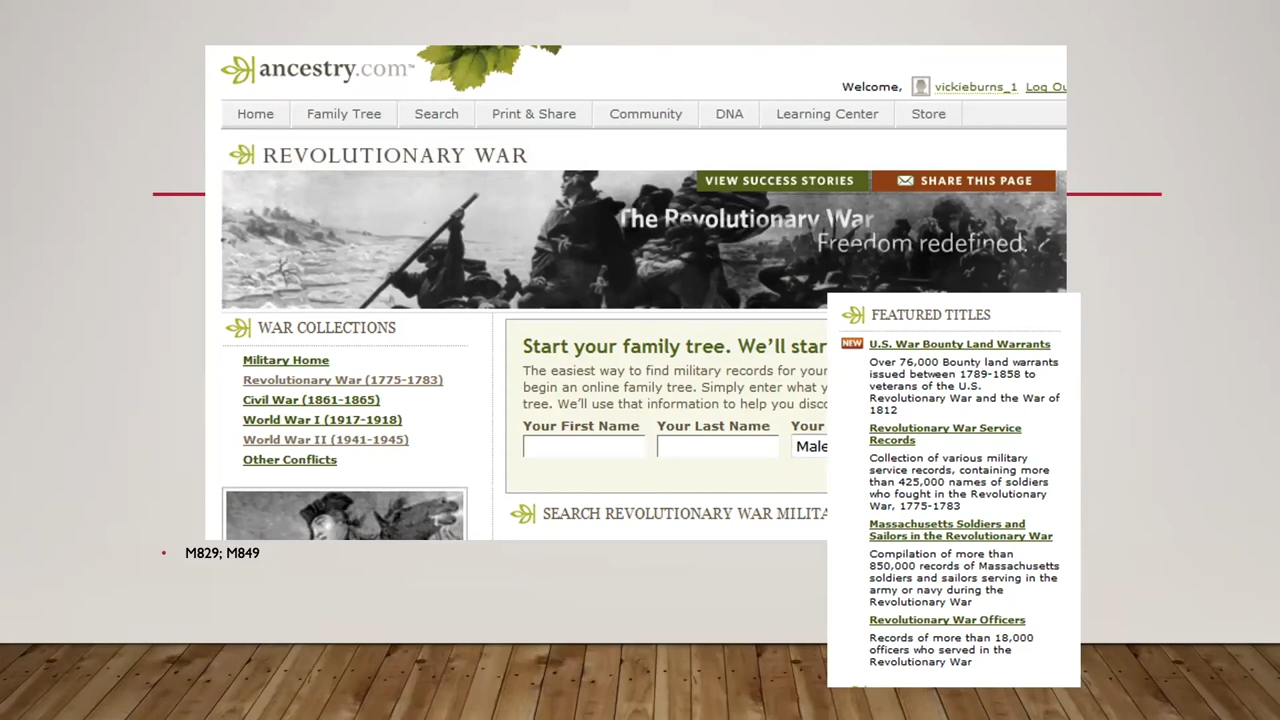 ancestry.com™
Welcome, vickieburns_1
Home Family Tree Search Print & Share Community DNA Learning Center Store
REVOLUTIONARY WAR
VIEW SUCCESS STORIES SHARE THIS PAGE
The Revolutionary War
Freedom redefined.
WAR COLLECTIONS
Military Home
Revolutionary War (1775-1783)
Civil War (1861-1865)
World War I (1917-1918)
World War II (1941-1945)
Other Conflicts
Start your family tree. We'll star
The easiest way to find military records for your
begin an online family tree. Simply enter what y
tree. We'll use that information to help you disco
Your First Name Your Last Name Your
Male
SEARCH REVOLUTIONARY WAR MILITA
FEATURED TITLES
NEW U.S. War Bounty Land Warrants
Over 76,000 Bounty land warrants
issued between 1789-1858 to
veterans of the U.S.
Revolutionary War and the War of
1812
Revolutionary War Service
Records
Collection of various military
service records, containing more
than 425,000 names of soldiers
who fought in the Revolutionary
War, 1775-1783
Massachusetts Soldiers and
Sailors in the Revolutionary War
Compilation of more than
850,000 records of Massachusetts
soldiers and sailors serving in the
army or navy during the
Revolutionary War
Revolutionary War Officers
Records of more than 18,000
officers who served in the
Revolutionary War
• M829; M849